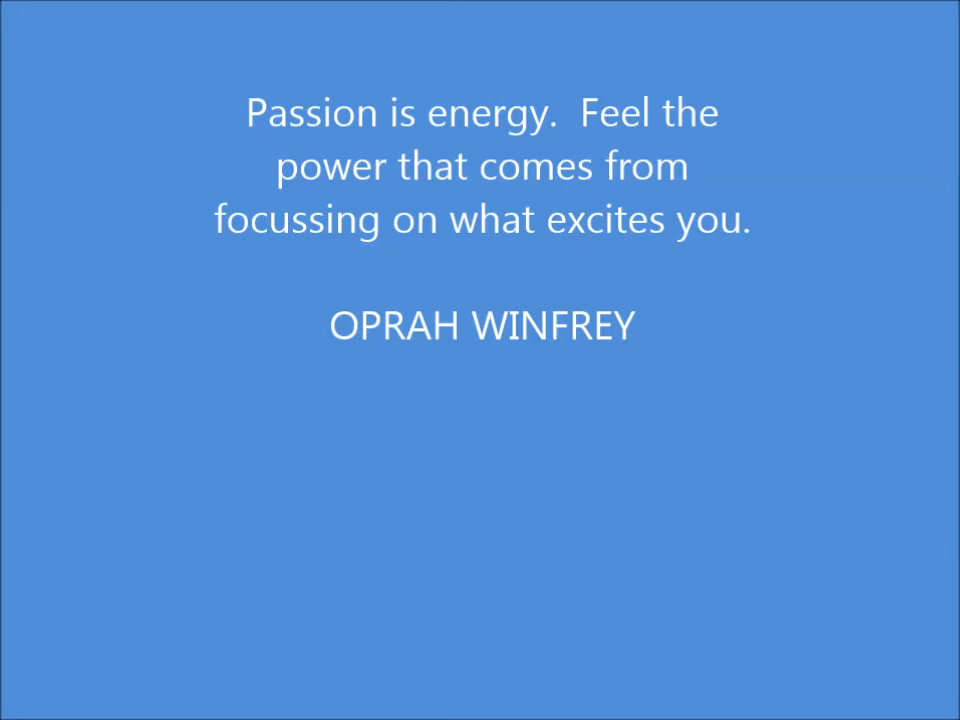 Passion is energy.  Feel the
power that comes from
focussing on what excites you.
OPRAH WINFREY